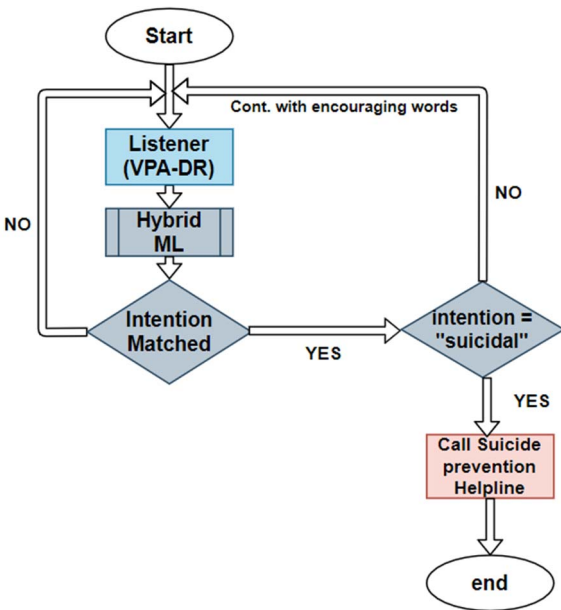 Start
Cont. with encouraging words
Listener
(VPA-DR)
NO
NO
Hybrid
ML
Intention
Matched
intention =
"suicidal"
YES
YES
Call Suicide
prevention
Helpline
end